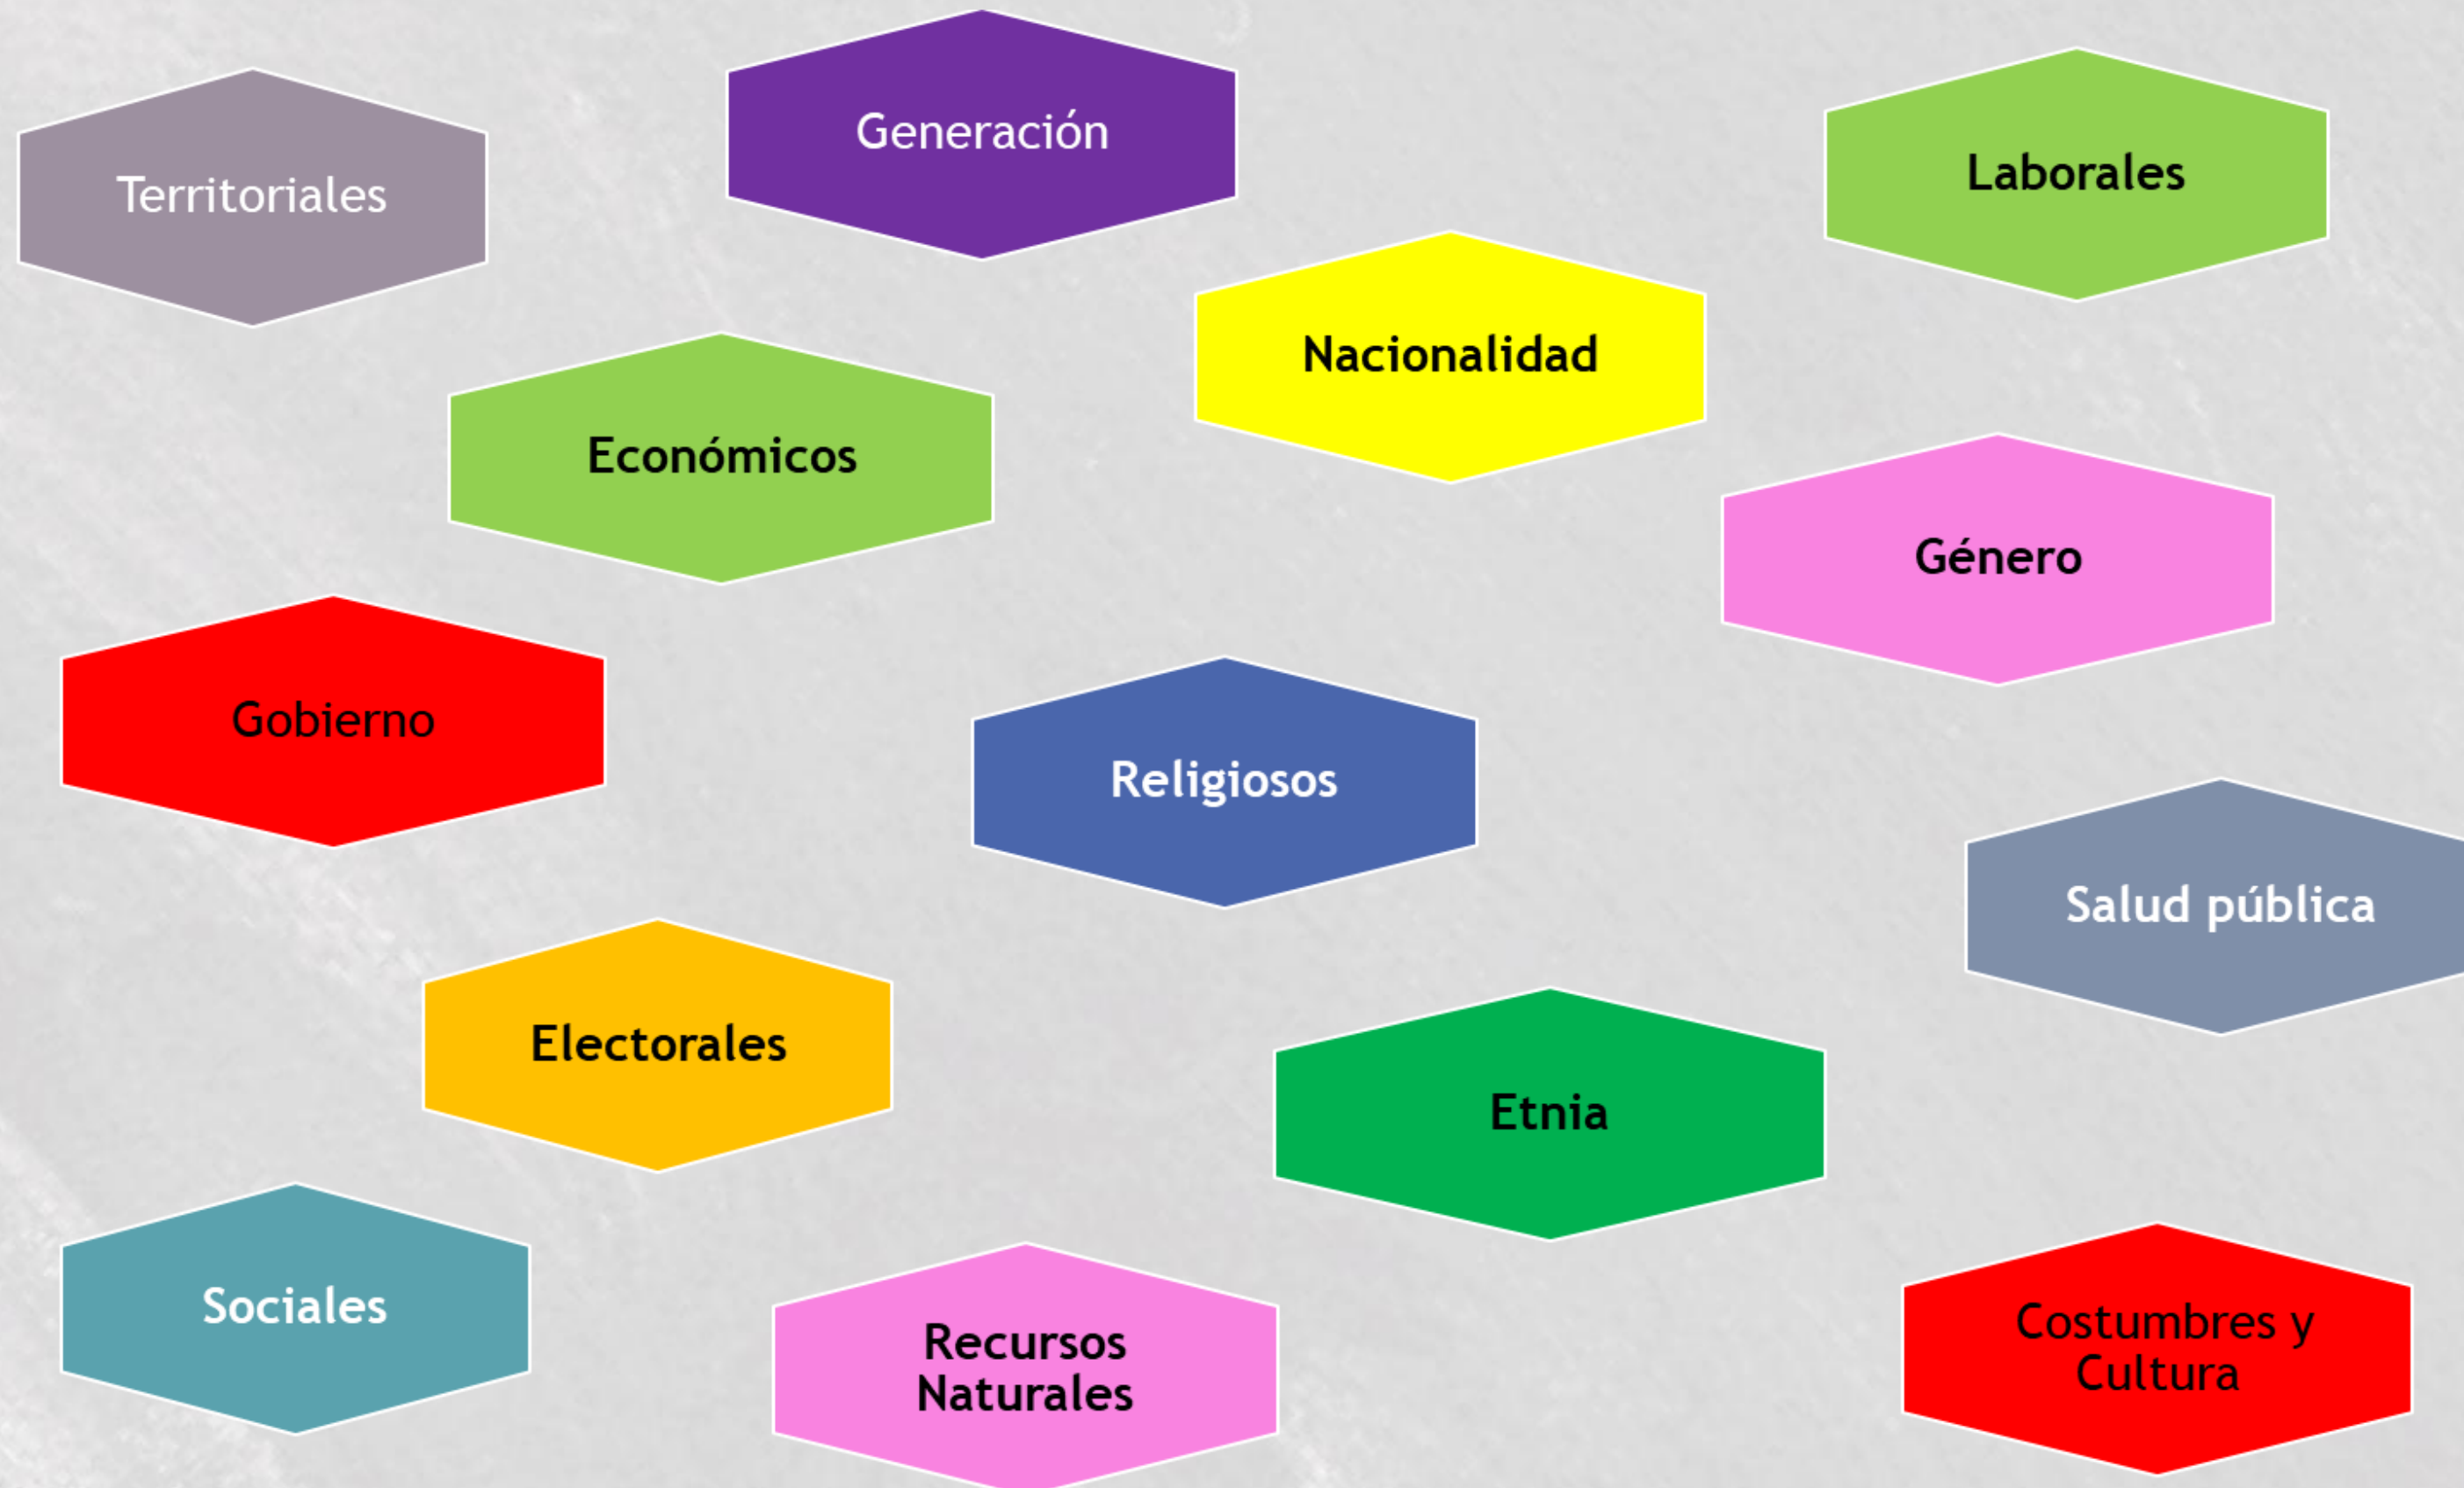 Generación
Laborales
Territoriales
Nacionalidad
Económicos
Género
Gobierno
Religiosos
Salud pública
Electorales
Etnia
Sociales
Recursos
Naturales
Costumbres y
Cultura